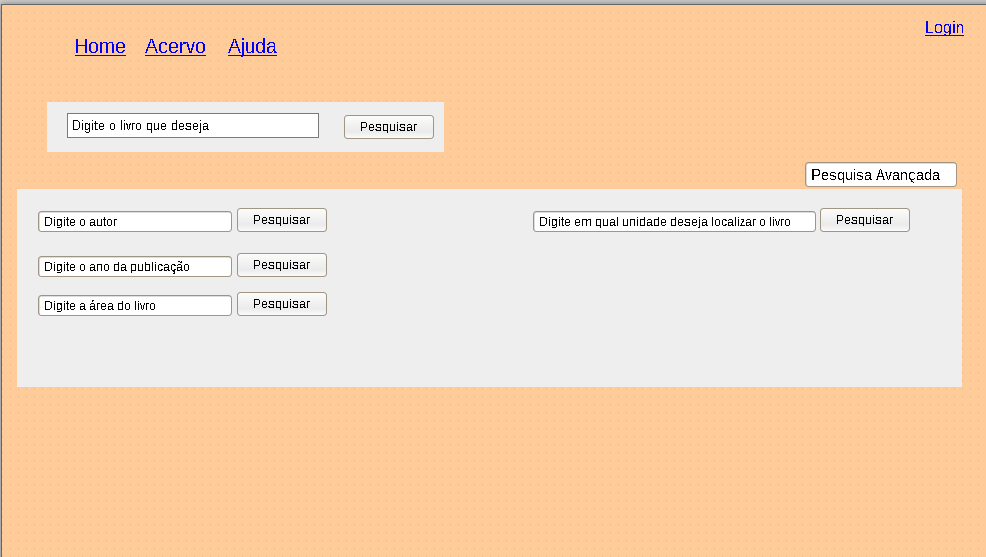 Login
Home Acervo Ajuda
Digite o livro que deseja Pesquisar
Pesquisa Avançada
Digite o autor Pesquisar Digite em qual unidade deseja localizar o livro Pesquisar
Digite o ano da publicação Pesquisar
Digite a área do livro Pesquisar